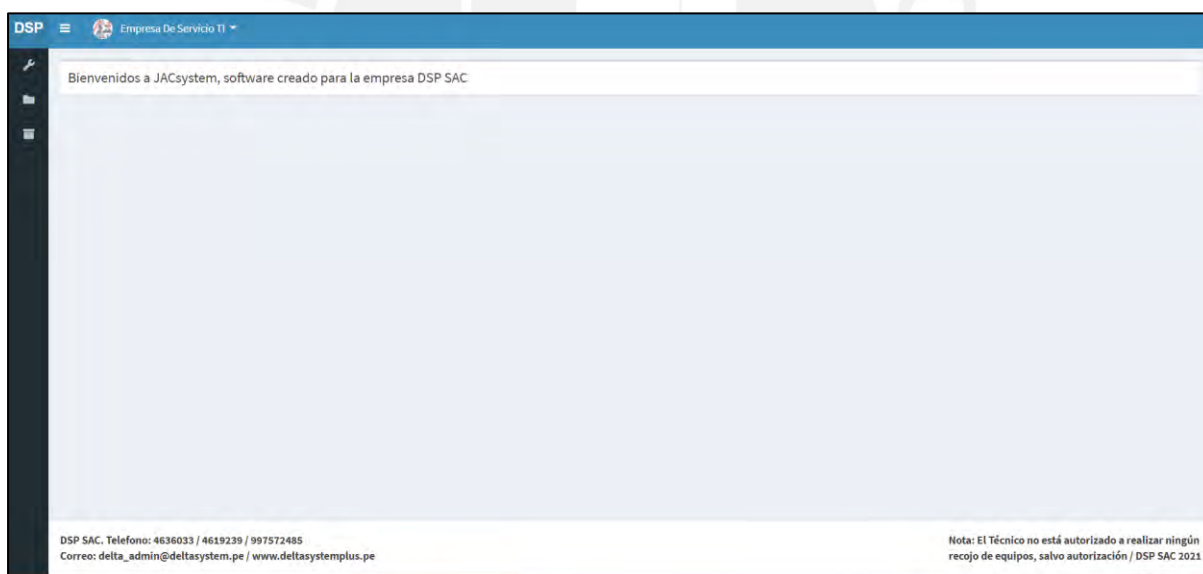 DSP
Empresa De Servicio TI
Bienvenidos a JACsystem, software creado para la empresa DSP SAC
DSP SAC. Telefono: 4636033 / 4619239 / 997572485
Correo: delta_admin@deltasystem.pe / www.deltasystemplus.pe
Nota: El Técnico no está autorizado a realizar ningún
recojo de equipos, salvo autorización / DSP SAC 2021